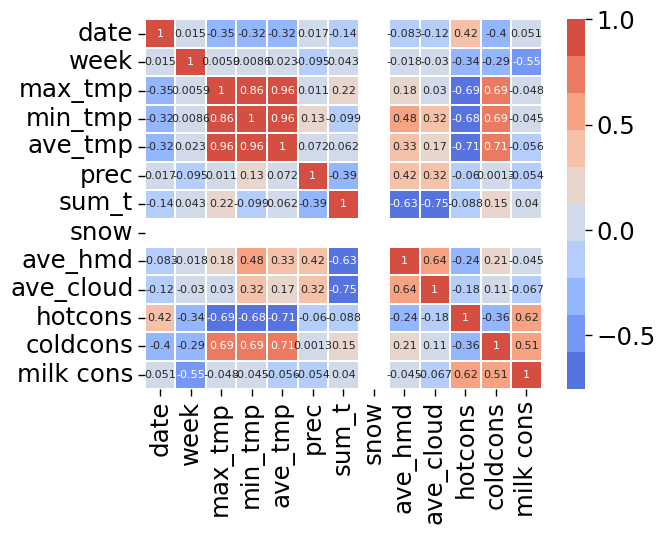 date 1 0.015 -0.35 -0.32 -0.32 0.017 -0.14 -0.083 -0.12 0.42 -0.4 0.051
week 0.015 1 0.0059 0.0086 0.023 -0.095 0.043 -0.018 -0.03 -0.34 -0.29 -0.55
max_tmp -0.35 0.0059 1 0.86 0.96 0.011 0.22 0.18 0.03 -0.69 0.69 -0.048
min_tmp -0.32 0.0086 0.86 1 0.96 0.13 -0.099 0.48 0.32 -0.68 0.69 -0.045
ave_tmp -0.32 0.023 0.96 0.96 1 0.072 0.062 0.33 0.17 -0.71 0.71 -0.056
prec 0.017 -0.095 0.011 0.13 0.072 1 -0.39 0.42 0.32 -0.06 0.0013 -0.054
sum_t -0.14 0.043 0.22 -0.099 0.062 -0.39 1 -0.63 -0.75 -0.088 0.15 0.04
snow
ave_hmd -0.083 -0.018 0.18 0.48 0.33 0.42 -0.63 1 0.64 -0.24 0.21 -0.045
ave_cloud -0.12 -0.03 0.03 0.32 0.17 0.32 -0.75 0.64 1 -0.18 0.11 -0.067
hotcons 0.42 -0.34 -0.69 -0.68 -0.71 -0.06 -0.088 -0.24 -0.18 1 -0.36 0.62
coldcons -0.4 -0.29 0.69 0.69 0.71 0.0013 0.15 0.21 0.11 -0.36 1 0.51
milk cons 0.051 -0.55 -0.048 -0.045 -0.056 -0.054 0.04 -0.045 -0.067 0.62 0.51 1
date week max_tmp min_tmp ave_tmp prec sum_t snow ave_hmd ave_cloud hotcons coldcons milk cons
1.0
0.5
0.0
−0.5